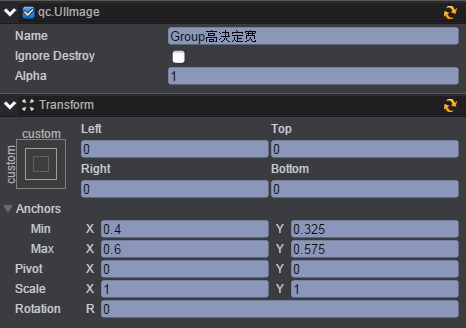 qc.UIImage
Name Group高决定宽
Ignore Destroy
Alpha 1
Transform
custom Left Top
custom 0 0
Right Bottom
0 0
Anchors
Min X 0.4 Y 0.325
Max X 0.6 Y 0.575
Pivot X 0 Y 0
Scale X 1 Y 1
Rotation R 0